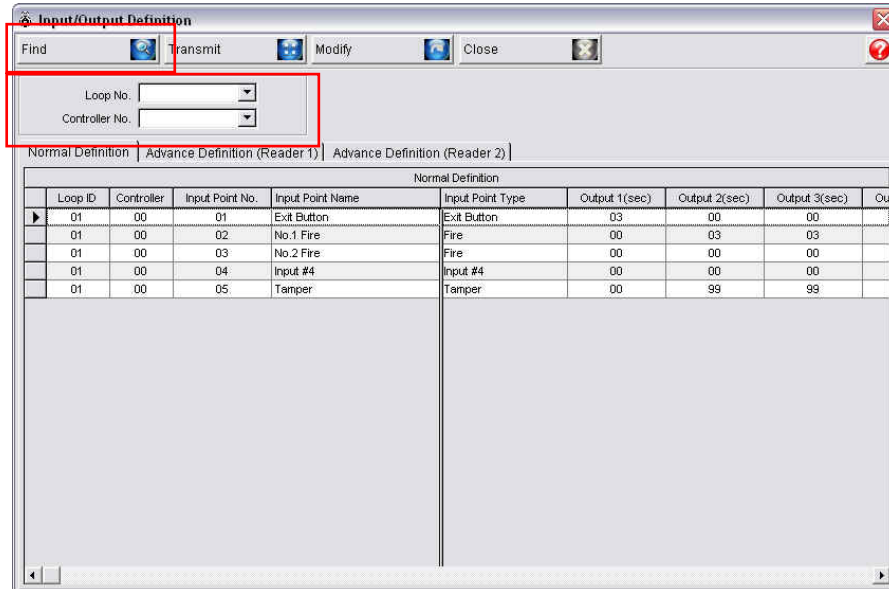 Input/Output Definition
Find Transmit Modify Close
Loop No.
Controller No.
Normal Definition Advance Definition (Reader 1) Advance Definition (Reader 2)
Normal Definition
Loop ID Controller Input Point No. Input Point Name Input Point Type Output 1(sec) Output 2(sec) Output 3(sec) Ou
01 00 01 Exit Button Exit Button 03 00 00
01 00 02 No.1 Fire Fire 00 03 03
01 00 03 No.2 Fire Fire 00 00 00
01 00 04 Input #4 Input #4 00 00 00
01 00 05 Tamper Tamper 00 99 99